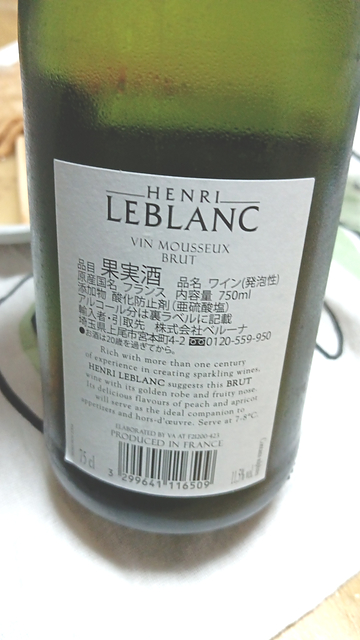 HENRI
LEBLANC
VIN MOUSSEUX
BRUT
品目 果実酒 品名 ワイン(発泡性)
原産国名 フランス 内容量 750ml
添加物 酸化防止剤(亜硫酸塩)
アルコール分は裏ラベルに記載
輸入者・引取先 株式会社ベルーナ
埼玉県上尾市宮本町4-2 0120-559-950
●お酒は20歳を過ぎてから。
Rich with more than one century
of experience in creating sparkling wines,
HENRI LEBLANC suggests this BRUT
wine with its golden robe and fruity nose.
Its delicious flavours of peach and apricot
will serve as the ideal companion to
appetizers and hors-d'œuvre. Serve at 7-8°C.
ELABORATED BY VA AT F21200-423
PRODUCED IN FRANCE
75 cl
3 299641 116509